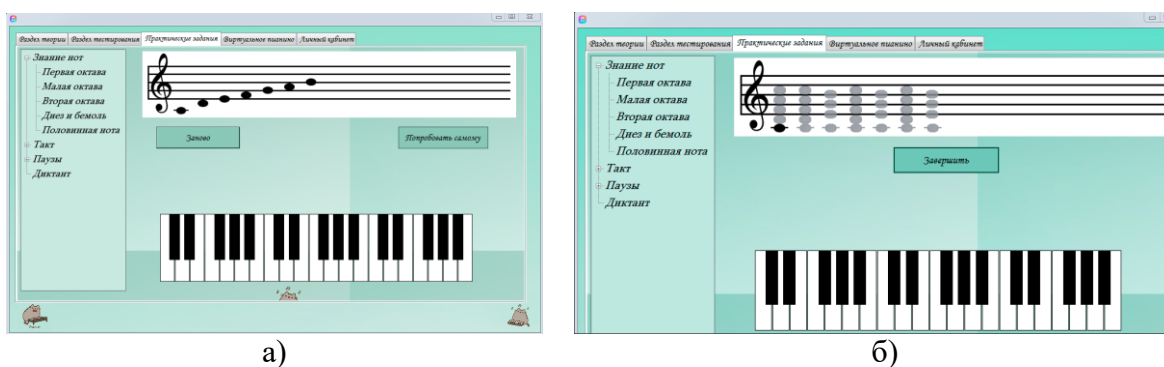 Раздел теории Раздел тестирования Практические задания Виртуальное пианино Личный кабинет
Знание нот
Первая октава
Малая октава
Вторая октава
Диез и бемоль
Половинная нота
Такт
Паузы
Диктант
Заново
Попробовать самому
а)
Раздел теории Раздел тестирования Практические задания Виртуальное пианино Личный кабинет
Знание нот
Первая октава
Малая октава
Вторая октава
Диез и бемоль
Половинная нота
Такт
Паузы
Диктант
Завершить
б)